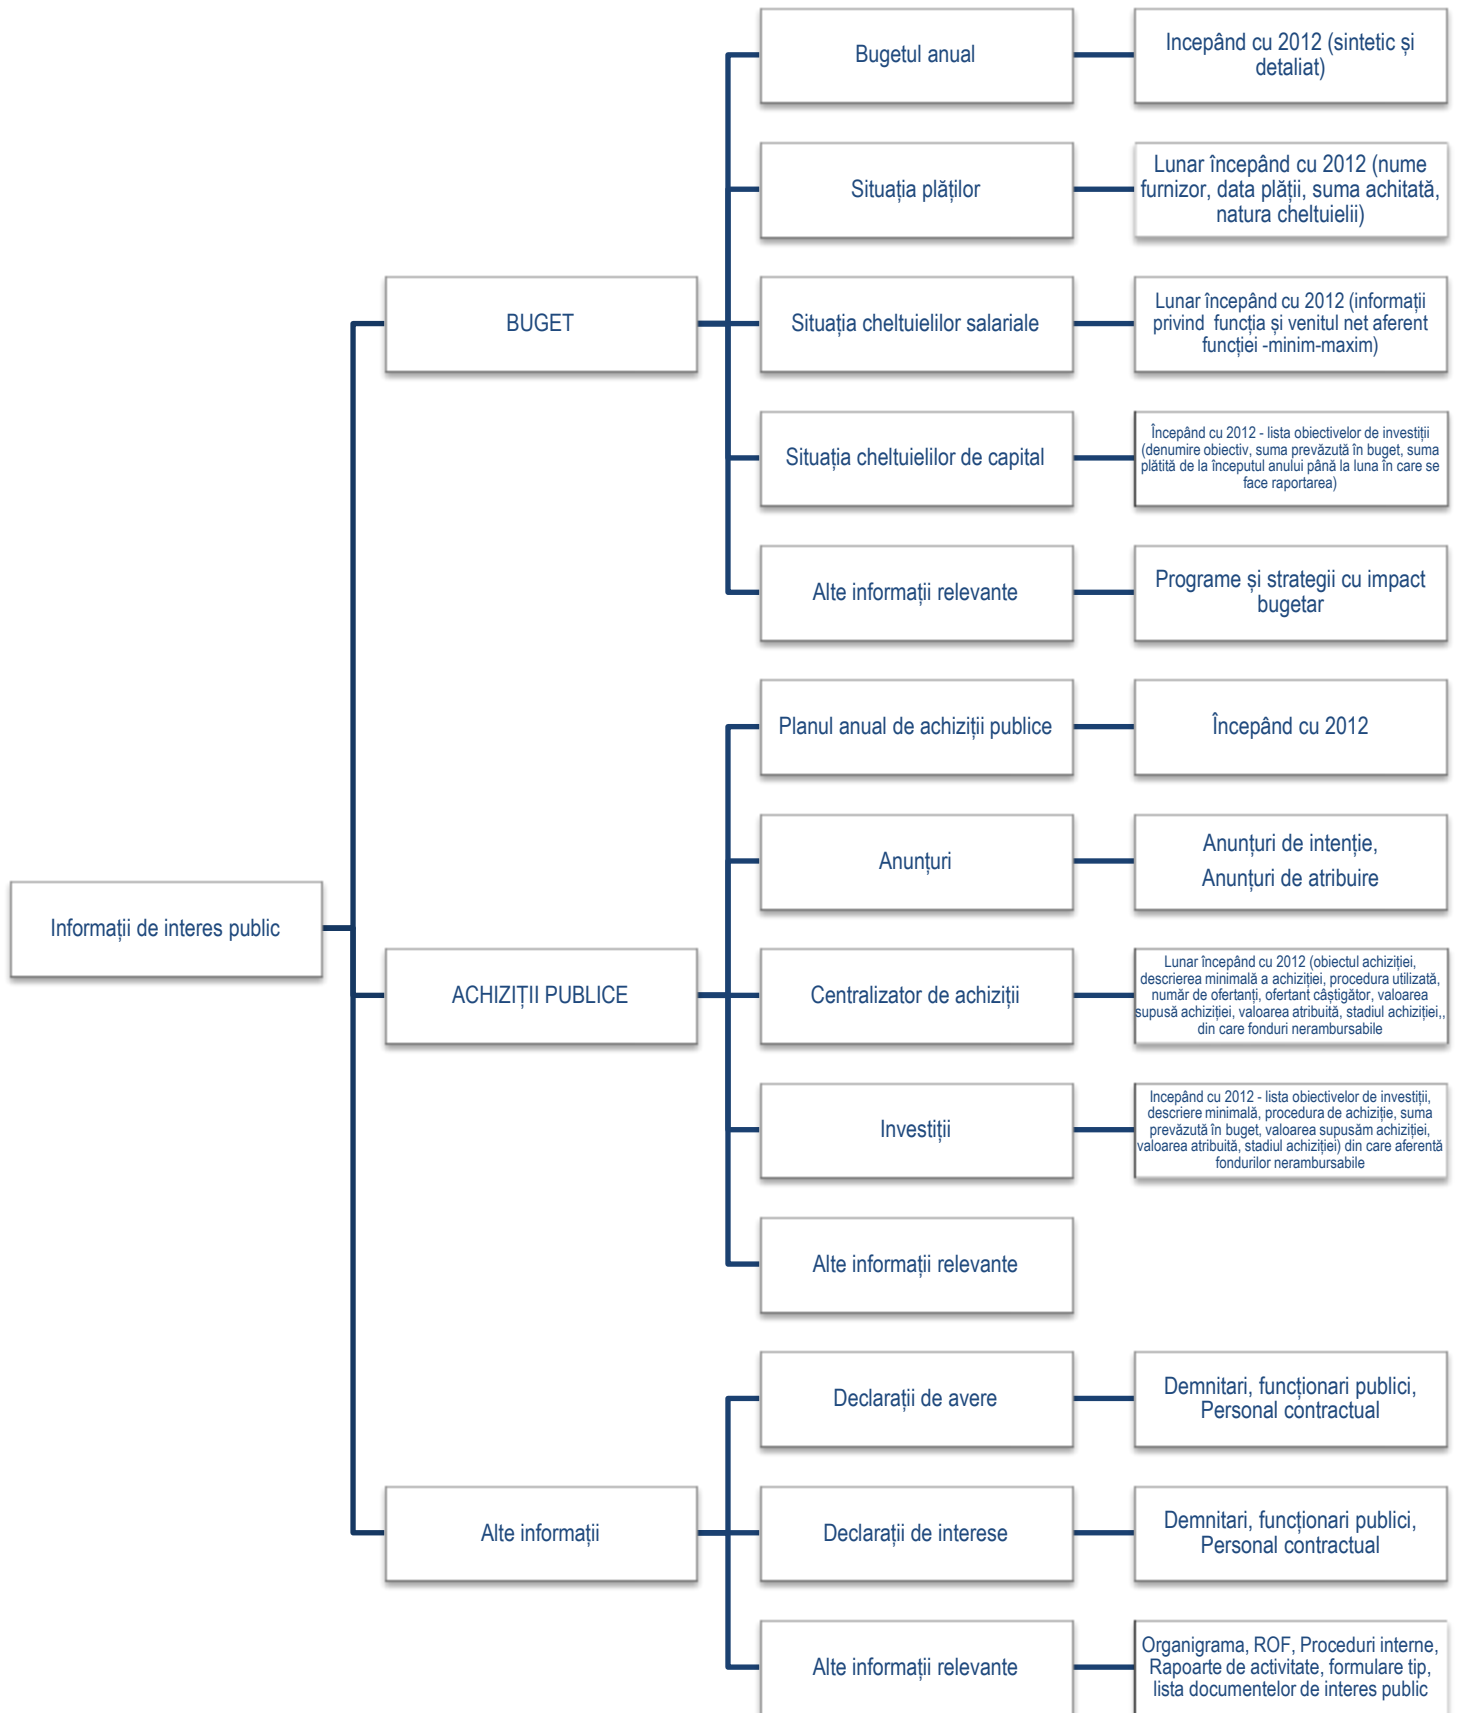 Informații de interes public
BUGET
Bugetul anual
Incepând cu 2012 (sintetic și
detaliat)
Situația plăților
Lunar începând cu 2012 (nume
furnizor, data plății, suma achitată,
natura cheltuielii)
Situația cheltuielilor salariale
Lunar începând cu 2012 (informații
privind funcția și venitul net aferent
funcției -minim-maxim)
Situația cheltuielilor de capital
Începând cu 2012 - lista obiectivelor de investiții
(denumire obiectiv, suma prevăzută în buget, suma
plătită de la începutul anului până la luna în care se
face raportarea)
Alte informații relevante
Programe și strategii cu impact
bugetar
ACHIZIȚII PUBLICE
Planul anual de achiziții publice
Începând cu 2012
Anunțuri
Anunțuri de intenție,
Anunțuri de atribuire
Centralizator de achiziții
Lunar începând cu 2012 (obiectul achiziției,
descrierea minimală a achiziției, procedura utilizată,
număr de ofertanți, ofertant câștigător, valoarea
supusă achiziției, valoarea atribuită, stadiul achiziției,,
din care fonduri nerambursabile
Investiții
Incepând cu 2012 - lista obiectivelor de investiții,
descriere minimală, procedura de achiziție, suma
prevăzută în buget, valoarea supusăm achiziției,
valoarea atribuită, stadiul achiziției) din care aferentă
fondurilor nerambursabile
Alte informații relevante
Alte informații
Declarații de avere
Demnitari, funcționari publici,
Personal contractual
Declarații de interese
Demnitari, funcționari publici,
Personal contractual
Alte informații relevante
Organigrama, ROF, Proceduri interne,
Rapoarte de activitate, formulare tip,
lista documentelor de interes public